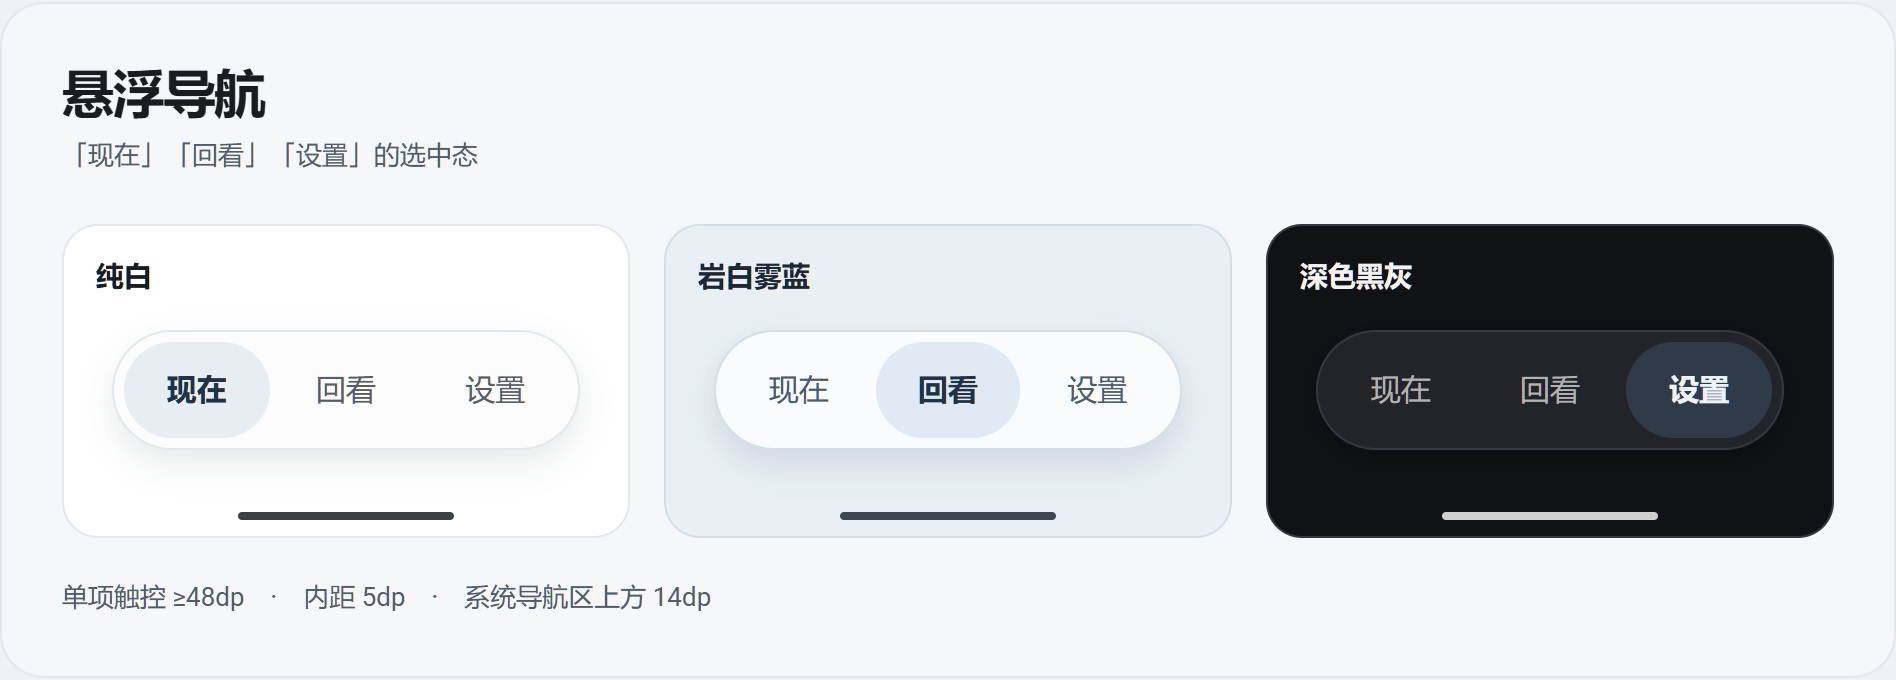 悬浮导航
「现在」「回看」「设置」的选中态
纯白
现在 回看 设置
岩白雾蓝
现在 回看 设置
深色黑灰
现在 回看 设置
单项触控 ≥48dp · 内距 5dp · 系统导航区上方 14dp